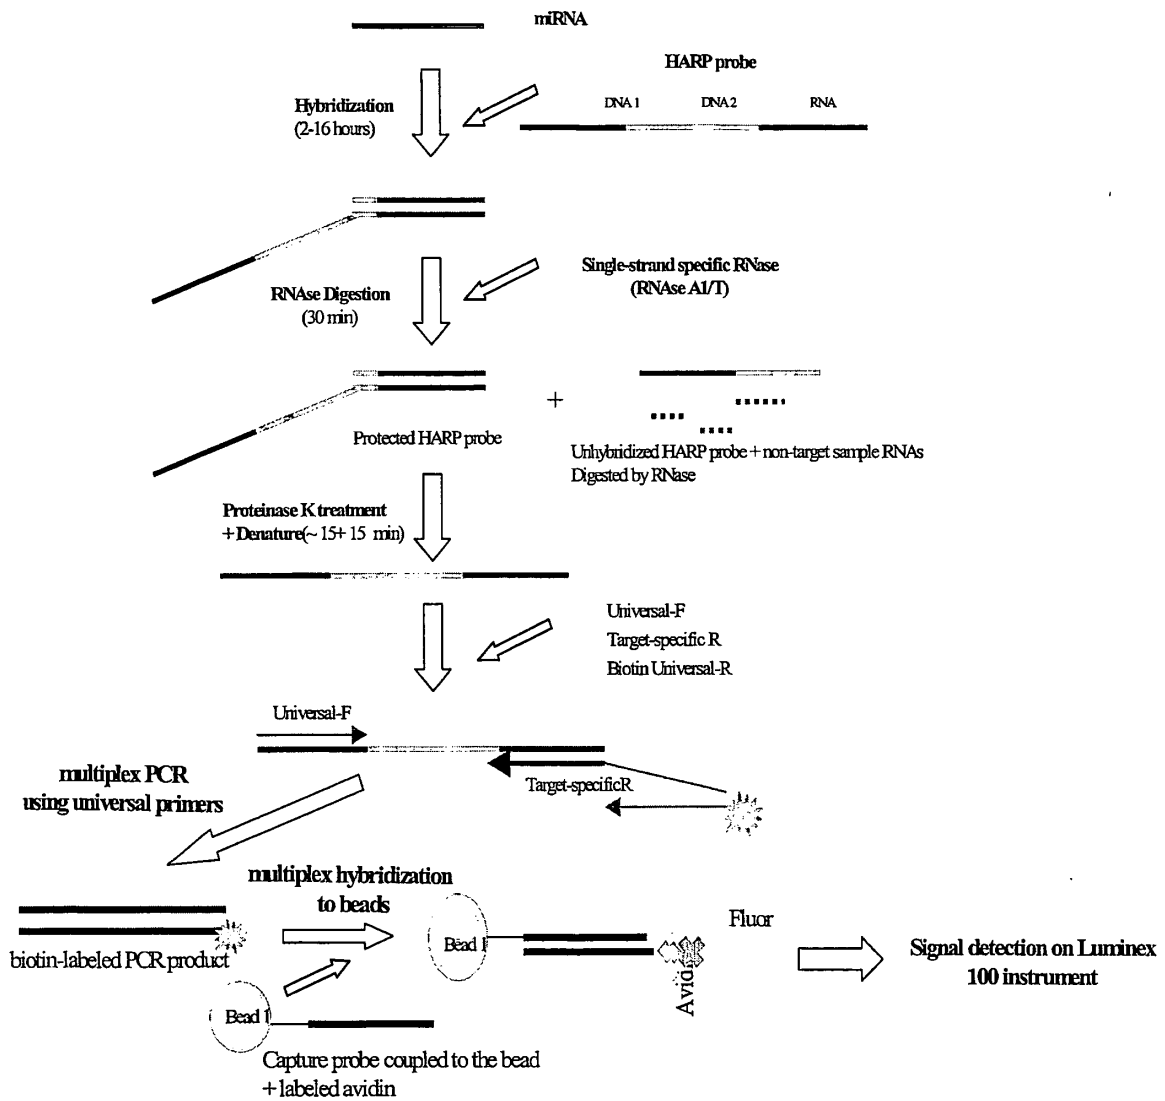 miRNA
HARP probe
DNA 1 DNA 2 RNA
Hybridization
(2-16 hours)
Single-strand specific RNase
(RNAse A1/T)
RNAse Digestion
(30 min)
+
Protected HARP probe
Unhybridized HARP probe + non-target sample RNAs
Digested by RNase
Proteinase K treatment
+ Denature(~ 15+ 15 min)
Universal-F
Target-specific R
Biotin Universal-R
Universal-F
Target-specificR
multiplex PCR
using universal primers
multiplex hybridization
to beads
biotin-labeled PCR product
Bead 1
Fluor
Avid
Signal detection on Luminex
100 instrument
Bead 1
Capture probe coupled to the bead
+ labeled avidin